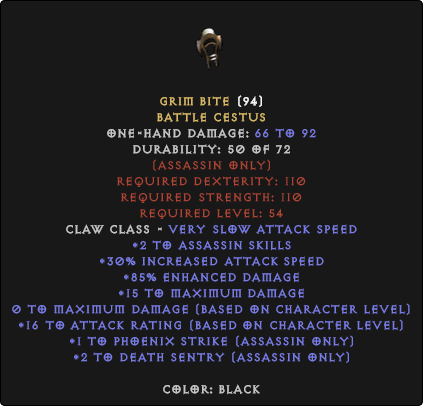 GRIM BITE (94)
BATTLE CESTUS
ONE-HAND DAMAGE: 66 TO 92
DURABILITY: 50 OF 72
(ASSASSIN ONLY)
REQUIRED DEXTERITY: 110
REQUIRED STRENGTH: 110
REQUIRED LEVEL: 54
CLAW CLASS - VERY SLOW ATTACK SPEED
+2 TO ASSASSIN SKILLS
+30% INCREASED ATTACK SPEED
+85% ENHANCED DAMAGE
+15 TO MAXIMUM DAMAGE
0 TO MAXIMUM DAMAGE (BASED ON CHARACTER LEVEL)
+16 TO ATTACK RATING (BASED ON CHARACTER LEVEL)
+1 TO PHOENIX STRIKE (ASSASSIN ONLY)
+2 TO DEATH SENTRY (ASSASSIN ONLY)
COLOR: BLACK